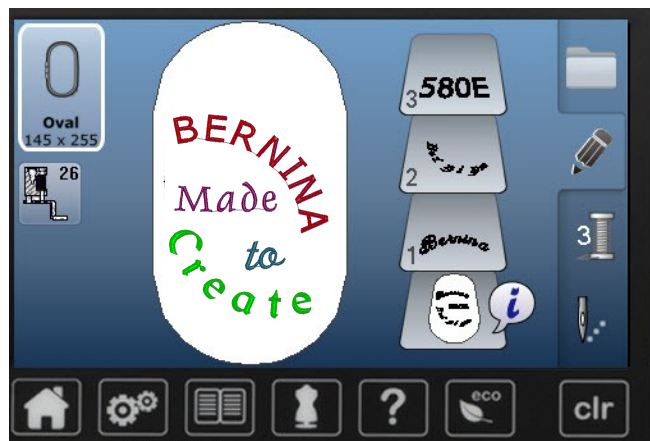 Oval
145 x 255
26
BERNINA
Made
to
Create
3
580E
2
1
Bernina
i
3
?
eco
clr